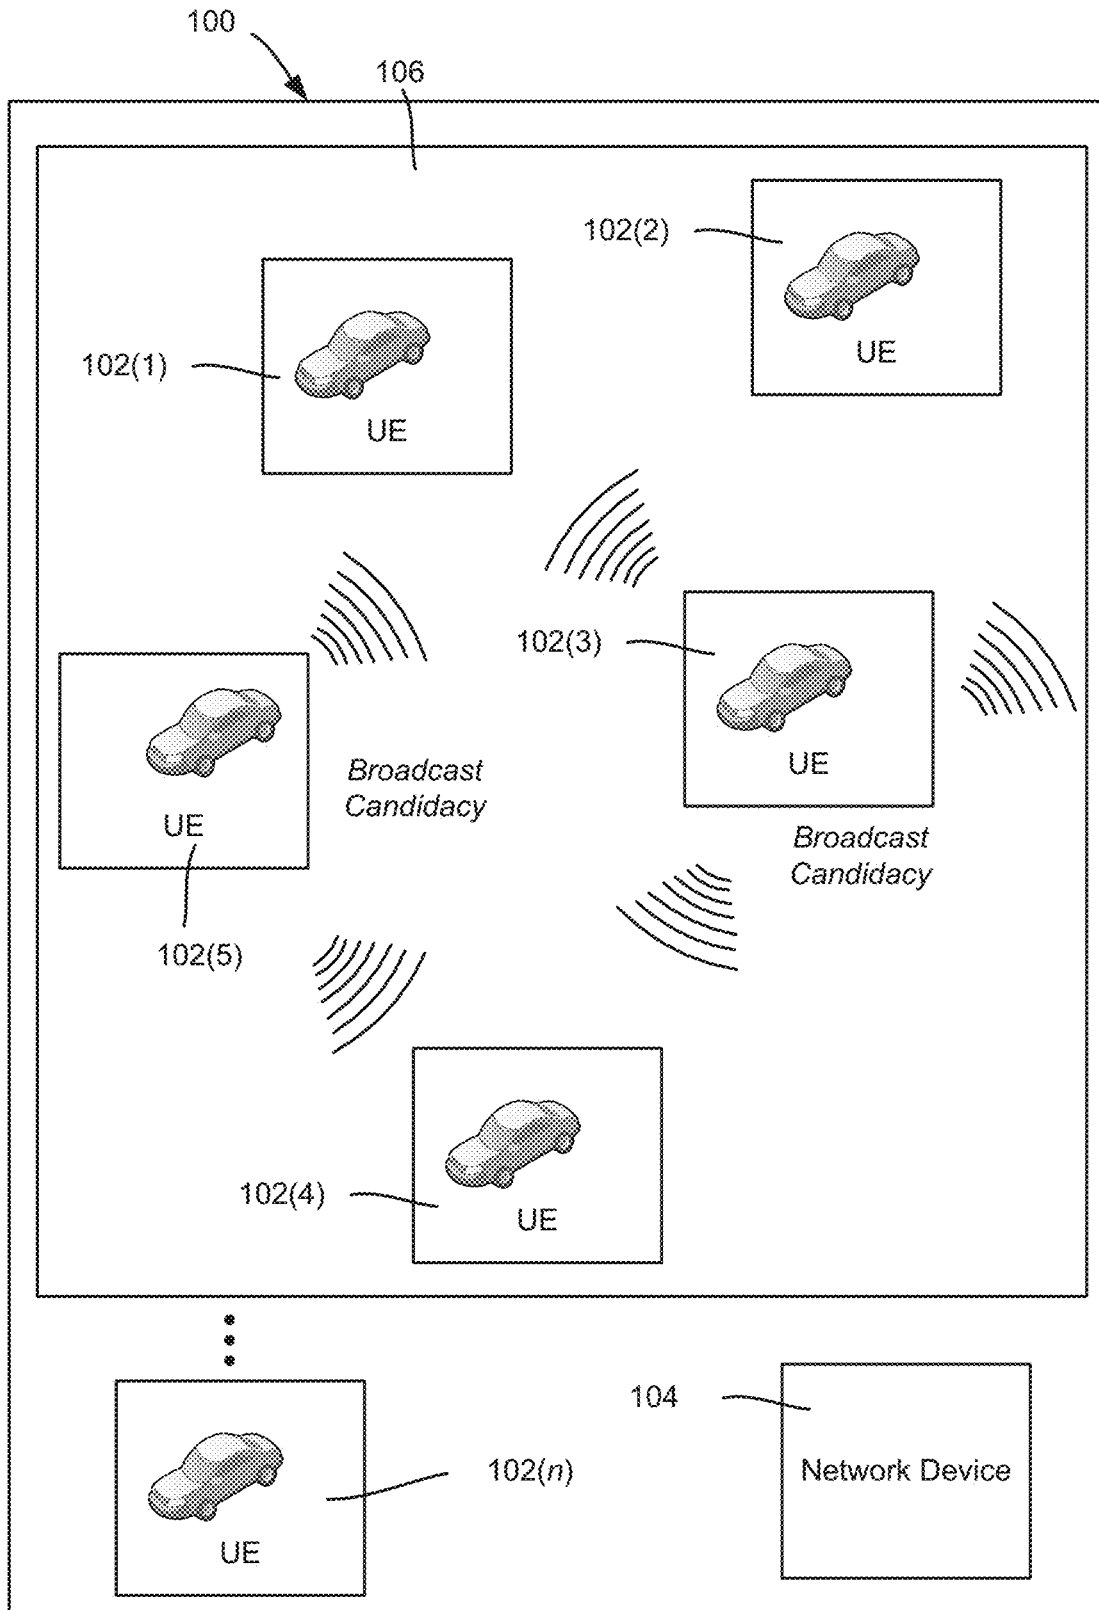 100
106
102(2)
UE
102(1)
UE
102(3)
UE
Broadcast
Candidacy
UE
Broadcast
Candidacy
102(5)
102(4)
UE
104
Network Device
102(n)
UE